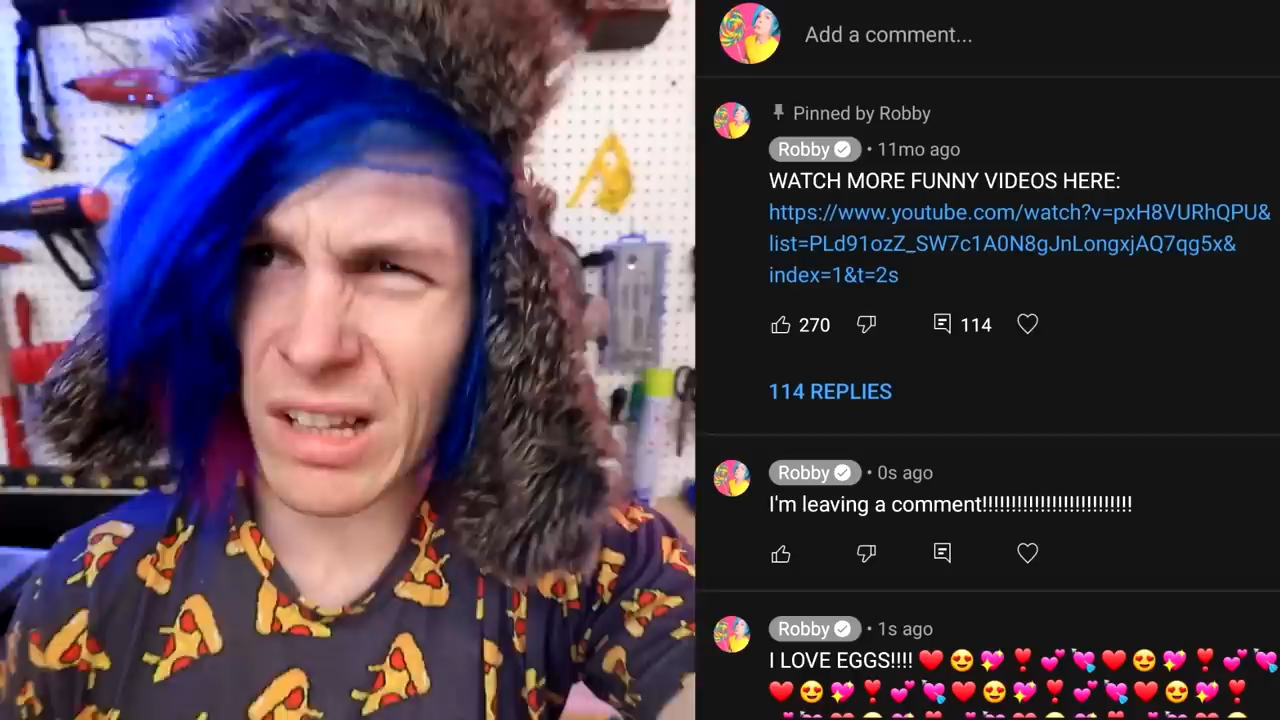 Add a comment...
Pinned by Robby
Robby • 11mo ago
WATCH MORE FUNNY VIDEOS HERE:
https://www.youtube.com/watch?v=pxH8VURhQPU&
list=PLd91ozZ_SW7c1A0N8gJnLongxjAQ7qg5x&
index=1&t=2s
270
114
114 REPLIES
Robby • 0s ago
I'm leaving a comment!!!!!!!!!!!!!!!!!!!!!!!!!!
Robby • 1s ago
I LOVE EGGS!!!! ❤️😍💖❣️💕💘❤️😍💖❣️💕💘
❤️😍💖❣️💕💘❤️😍💖❣️💕💘❤️😍💖❣️